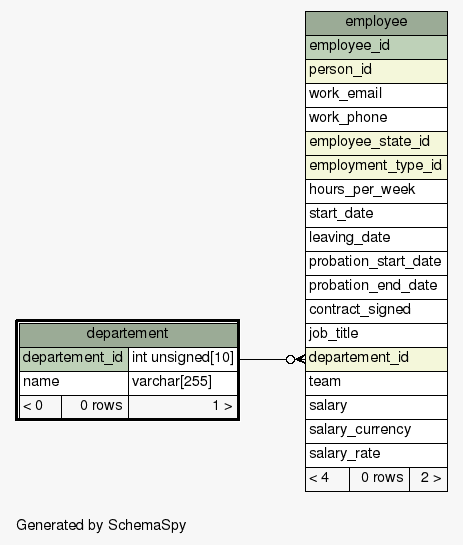 employee
employee_id
person_id
work_email
work_phone
employee_state_id
employment_type_id
hours_per_week
start_date
leaving_date
probation_start_date
probation_end_date
contract_signed
job_title
departement_id
team
salary
salary_currency
salary_rate
< 4 0 rows 2 >
departement
departement_id int unsigned[10]
name varchar[255]
< 0 0 rows 1 >
Generated by SchemaSpy